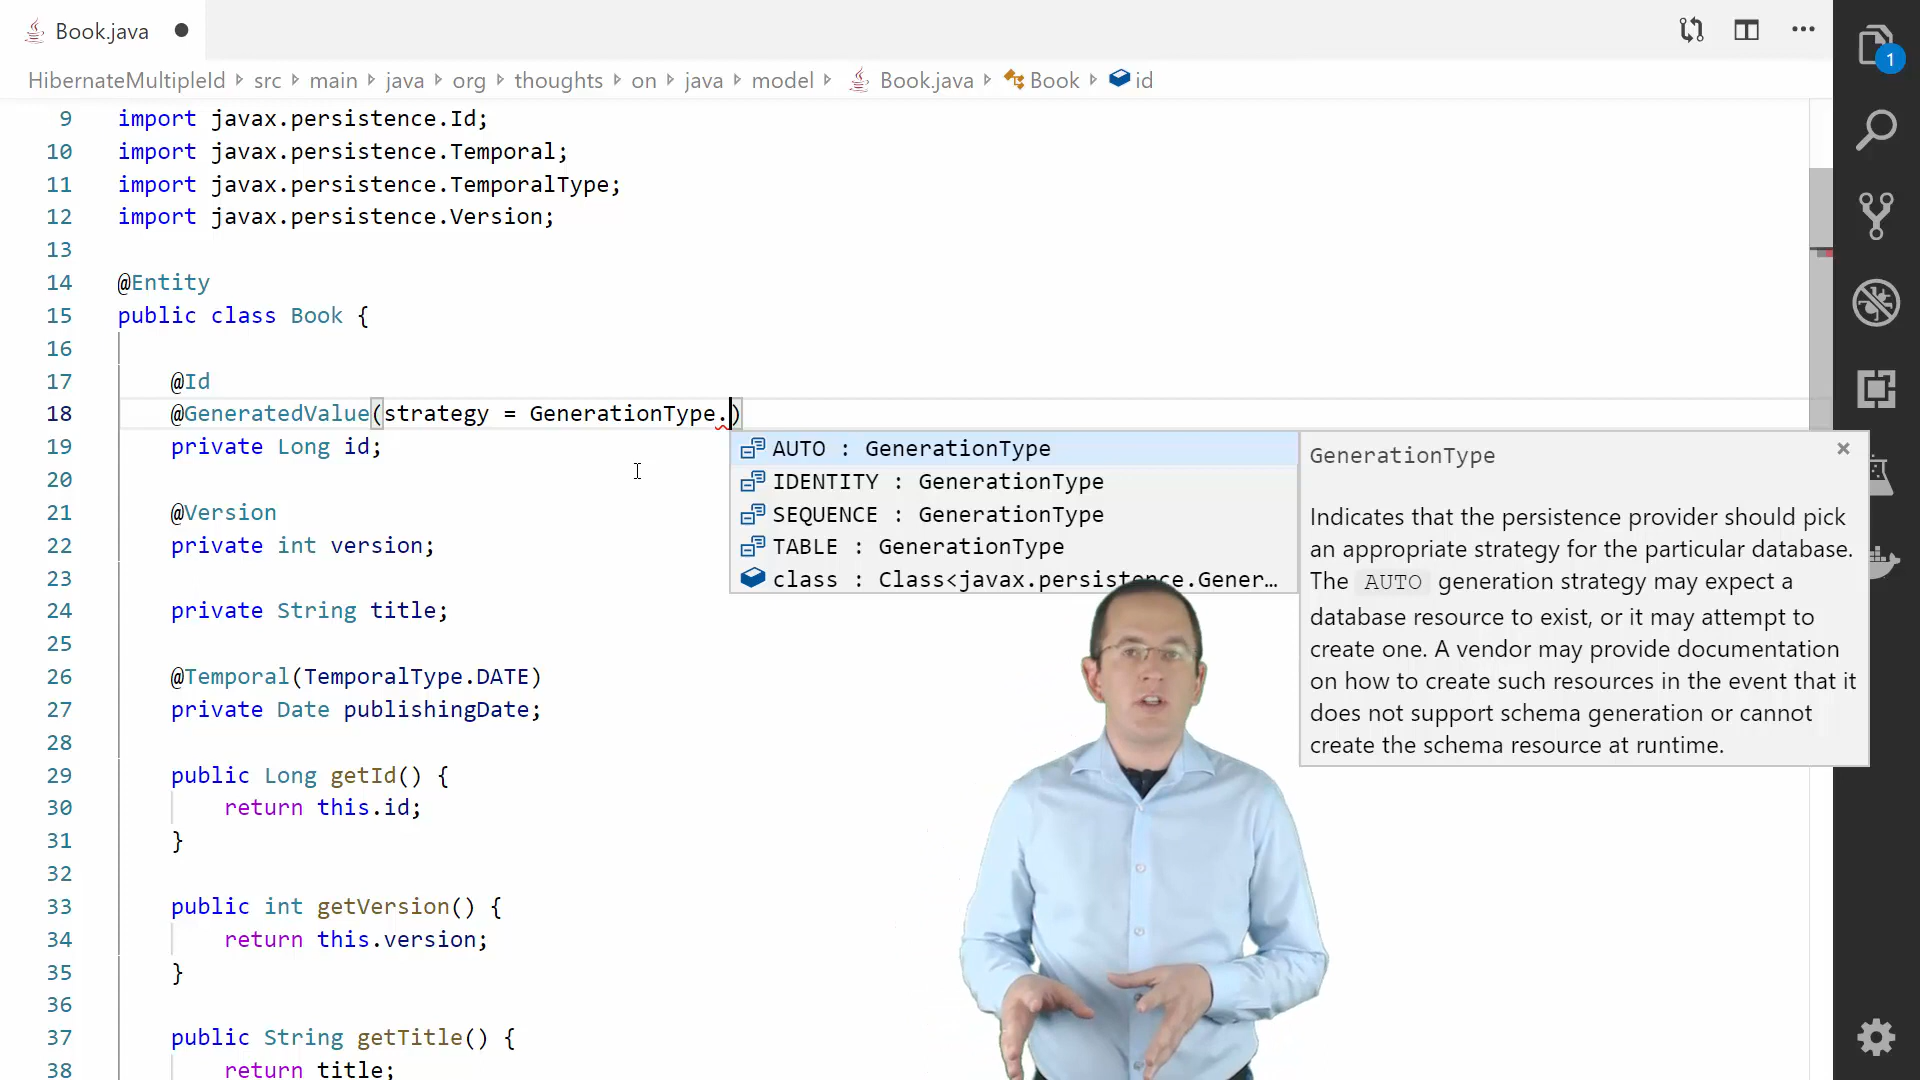 Book.java
1
HibernateMultipleId src main java org thoughts on java model Book.java Book id
9 import javax.persistence.Id;
10 import javax.persistence.Temporal;
11 import javax.persistence.TemporalType;
12 import javax.persistence.Version;
13
14 @Entity
15 public class Book {
16
17 @Id
18 @GeneratedValue(strategy = GenerationType.)
19 private Long id;
20
21 @Version
22 private int version;
23
24 private String title;
25
26 @Temporal(TemporalType.DATE)
27 private Date publishingDate;
28
29 public Long getId() {
30 return this.id;
31 }
32
33 public int getVersion() {
34 return this.version;
35 }
36
37 public String getTitle() {
38 return title;
AUTO : GenerationType
IDENTITY : GenerationType
SEQUENCE : GenerationType
TABLE : GenerationType
class : Class<javax.persistence.Gener...
GenerationType
Indicates that the persistence provider should pick
an appropriate strategy for the particular database.
The AUTO generation strategy may expect a
database resource to exist, or it may attempt to
create one. A vendor may provide documentation
on how to create such resources in the event that it
does not support schema generation or cannot
create the schema resource at runtime.